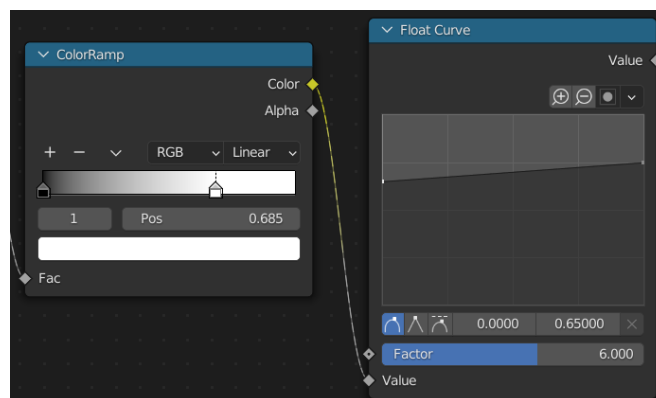 ColorRamp
Color
Alpha
RGB Linear
1 Pos 0.685
Fac
Float Curve
Value
0.0000 0.65000
Factor 6.000
Value